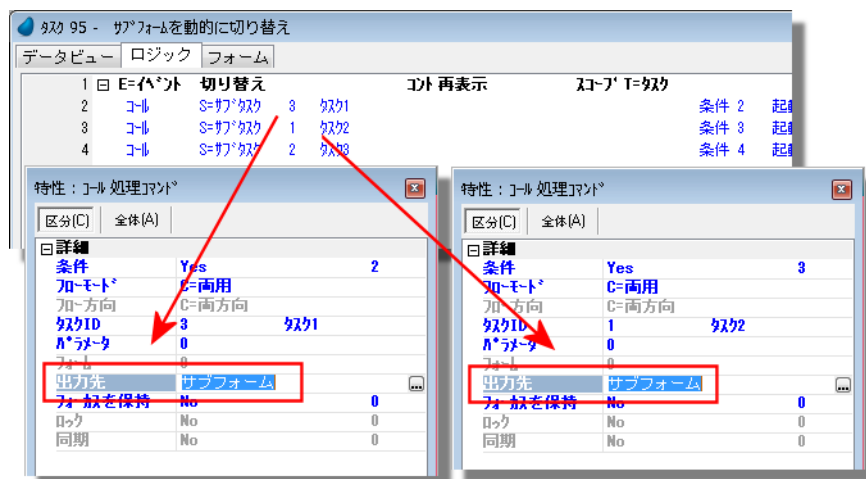 タスク 95 - サブフォームを動的に切り替え
データビュー ロジック フォーム
1 E=イベント 切り替え コント 再表示 スコープ T=タスク
2 コール S=サブタスク 3 タスク1 条件 2
3 コール S=サブタスク 1 タスク2 条件 3
4 コール S=サブタスク 2 タスク3 条件 4
特性：コール 処理コマンド
区分(C) 全体(A)
詳細
条件 Yes 2
フローモード C=両用
フロー方向 C=両方向
タスクID 3 タスク1
パラメータ 0
フォーム 0
出力先 サブフォーム ...
フォーカスを保持 No 0
ロック No 0
同期 No 0
特性：コール 処理コマンド
区分(C) 全体(A)
詳細
条件 Yes 3
フローモード C=両用
フロー方向 C=両方向
タスクID 1 タスク2
パラメータ 0
フォーム 0
出力先 サブフォーム ...
フォーカスを保持 No 0
ロック No 0
同期 No 0